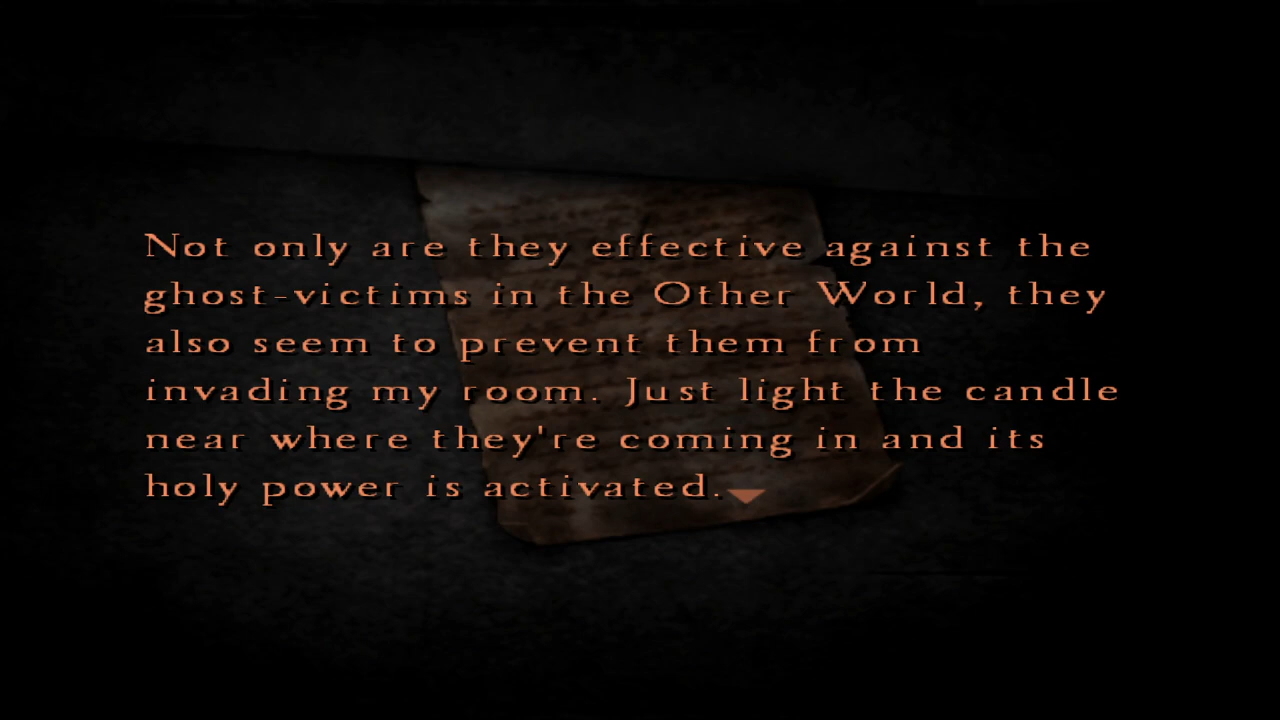 Not only are they effective against the
ghost-victims in the Other World, they
also seem to prevent them from
invading my room. Just light the candle
near where they're coming in and its
holy power is activated.